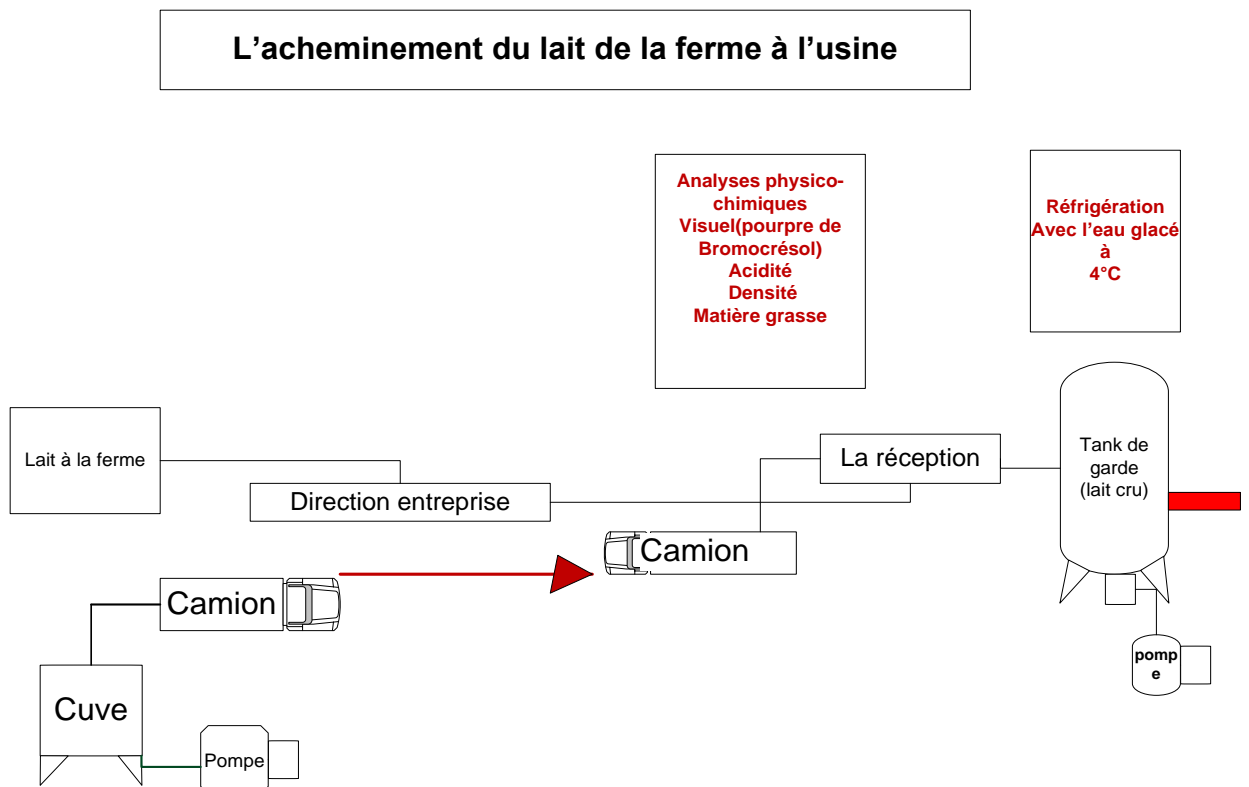 L’acheminement du lait de la ferme à l’usine
Analyses physico-
chimiques
Visuel(pourpre de
Bromocrésol)
Acidité
Densité
Matière grasse
Réfrigération
Avec l’eau glacé
à
4°C
Lait à la ferme
Direction entreprise
La réception
Tank de
garde
(lait cru)
Camion
Camion
Cuve
Pompe
pomp
e